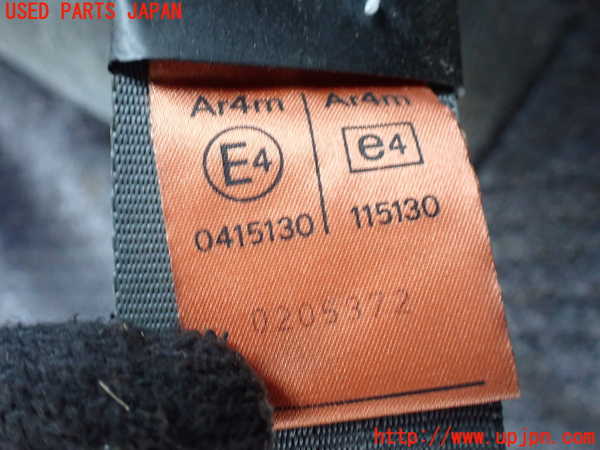 USED PARTS JAPAN
Ar4m Ar4m
E4 e4
0415130 115130
0205372
http://www.upjpn.com